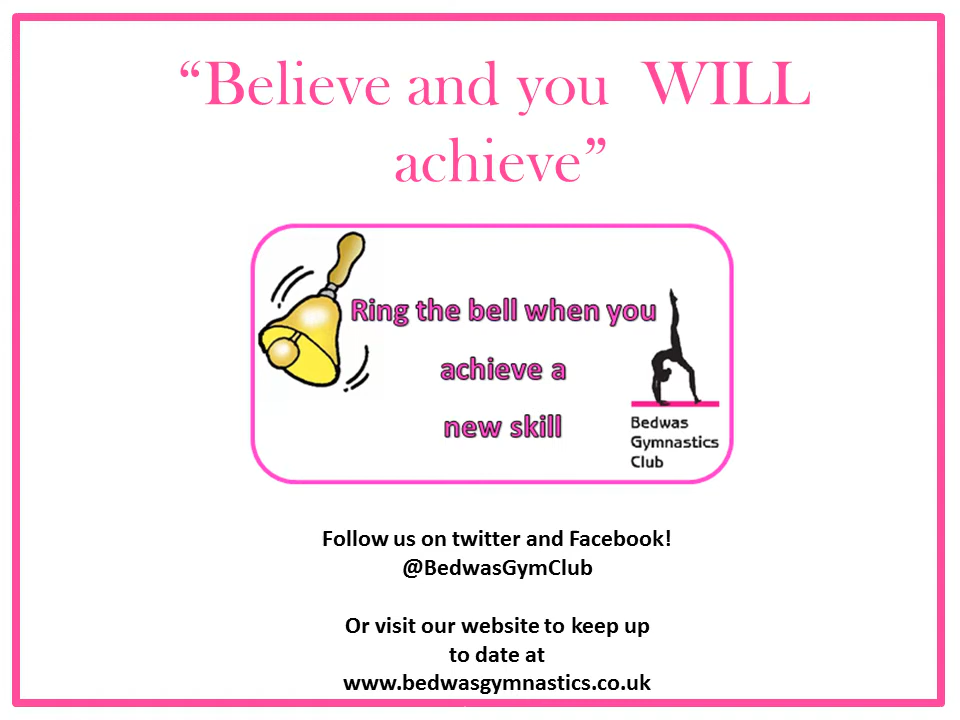 “Believe and you WILL
achieve”
Ring the bell when you
achieve a
new skill
Bedwas
Gymnastics
Club
Follow us on twitter and Facebook!
@BedwasGymClub
Or visit our website to keep up
to date at
www.bedwasgymnastics.co.uk